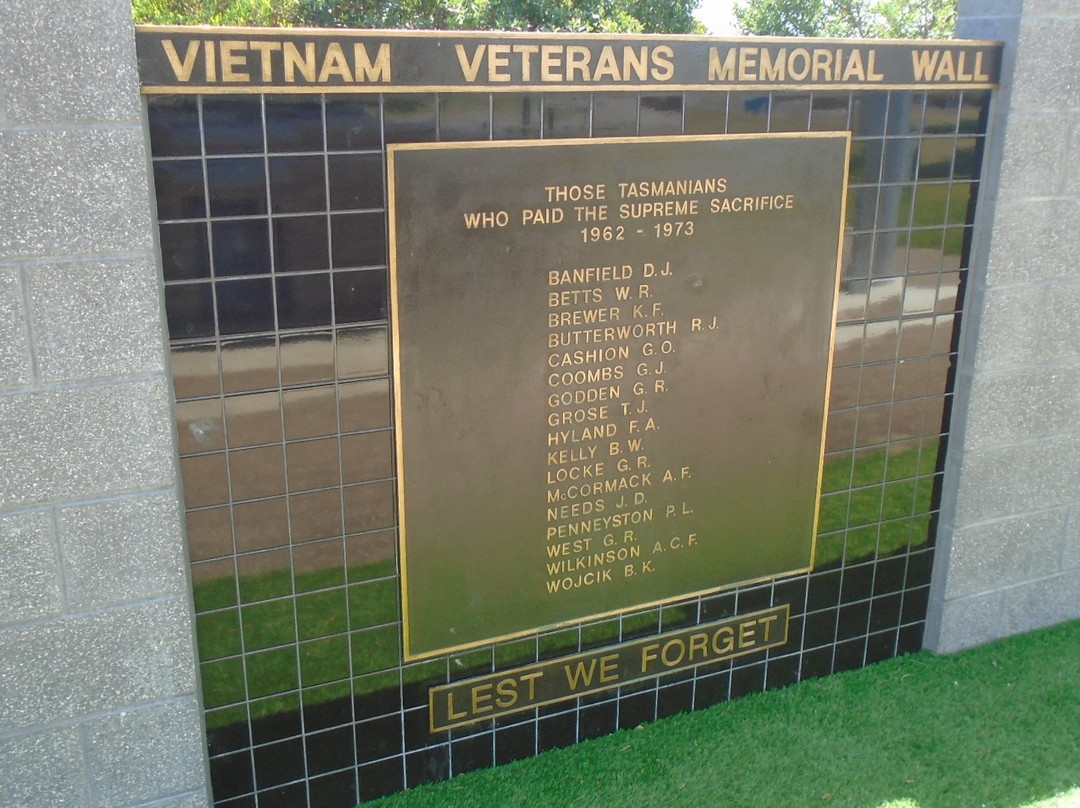 VIETNAM VETERANS MEMORIAL WALL
THOSE TASMANIANS
WHO PAID THE SUPREME SACRIFICE
1962 - 1973
BANFIELD D.J.
BETTS W.R.
BREWER K.F.
BUTTERWORTH R.J.
CASHION G.O.
COOMBS G.J.
GODDEN G.R.
GROSE T.J.
HYLAND F.A.
KELLY B.W.
LOCKE G.R.
McCORMACK A.F.
NEEDS J.D.
PENNEYSTON P.L.
WEST G.R.
WILKINSON A.C.F.
WOJCIK B.K.
LEST WE FORGET